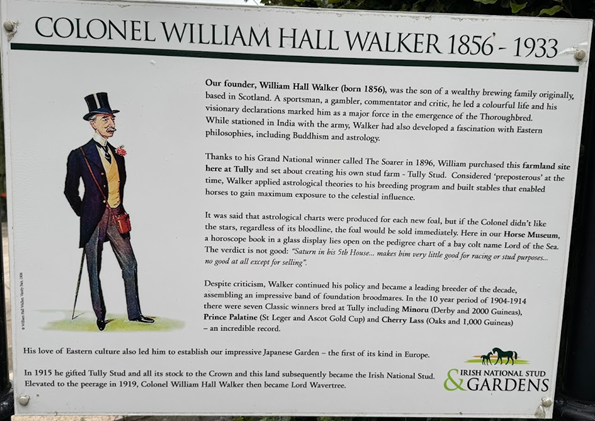 COLONEL WILLIAM HALL WALKER 1856 - 1933
Our founder, William Hall Walker (born 1856), was the son of a wealthy brewing family originally,
based in Scotland. A sportsman, a gambler, commentator and critic, he led a colourful life and his
visionary declarations marked him as a major force in the emergence of the Thoroughbred.
While stationed in India with the army, Walker had also developed a fascination with Eastern
philosophies, including Buddhism and astrology.
Thanks to his Grand National winner called The Soarer in 1896, William purchased this farmland site
here at Tully and set about creating his own stud farm - Tully Stud. Considered 'preposterous' at the
time, Walker applied astrological theories to his breeding program and built stables that enabled
horses to gain maximum exposure to the celestial influence.
It was said that astrological charts were produced for each new foal, but if the Colonel didn't like
the stars, regardless of its bloodline, the foal would be sold immediately. Here in our Horse Museum,
a horoscope book in a glass display lies open on the pedigree chart of a bay colt name Lord of the Sea.
The verdict is not good: "Saturn in his 5th House... makes him very little good for racing or stud purposes...
no good at all except for selling".
Despite criticism, Walker continued his policy and became a leading breeder of the decade,
assembling an impressive band of foundation broodmares. In the 10 year period of 1904-1914
there were seven Classic winners bred at Tully including Minoru (Derby and 2000 Guineas),
Prince Palatine (St Leger and Ascot Gold Cup) and Cherry Lass (Oaks and 1,000 Guineas)
– an incredible record.
His love of Eastern culture also led him to establish our impressive Japanese Garden – the first of its kind in Europe.
In 1915 he gifted Tully Stud and all its stock to the Crown and this land subsequently became the Irish National Stud.
Elevated to the peerage in 1919, Colonel William Hall Walker then became Lord Wavertree.
IRISH NATIONAL STUD
& GARDENS